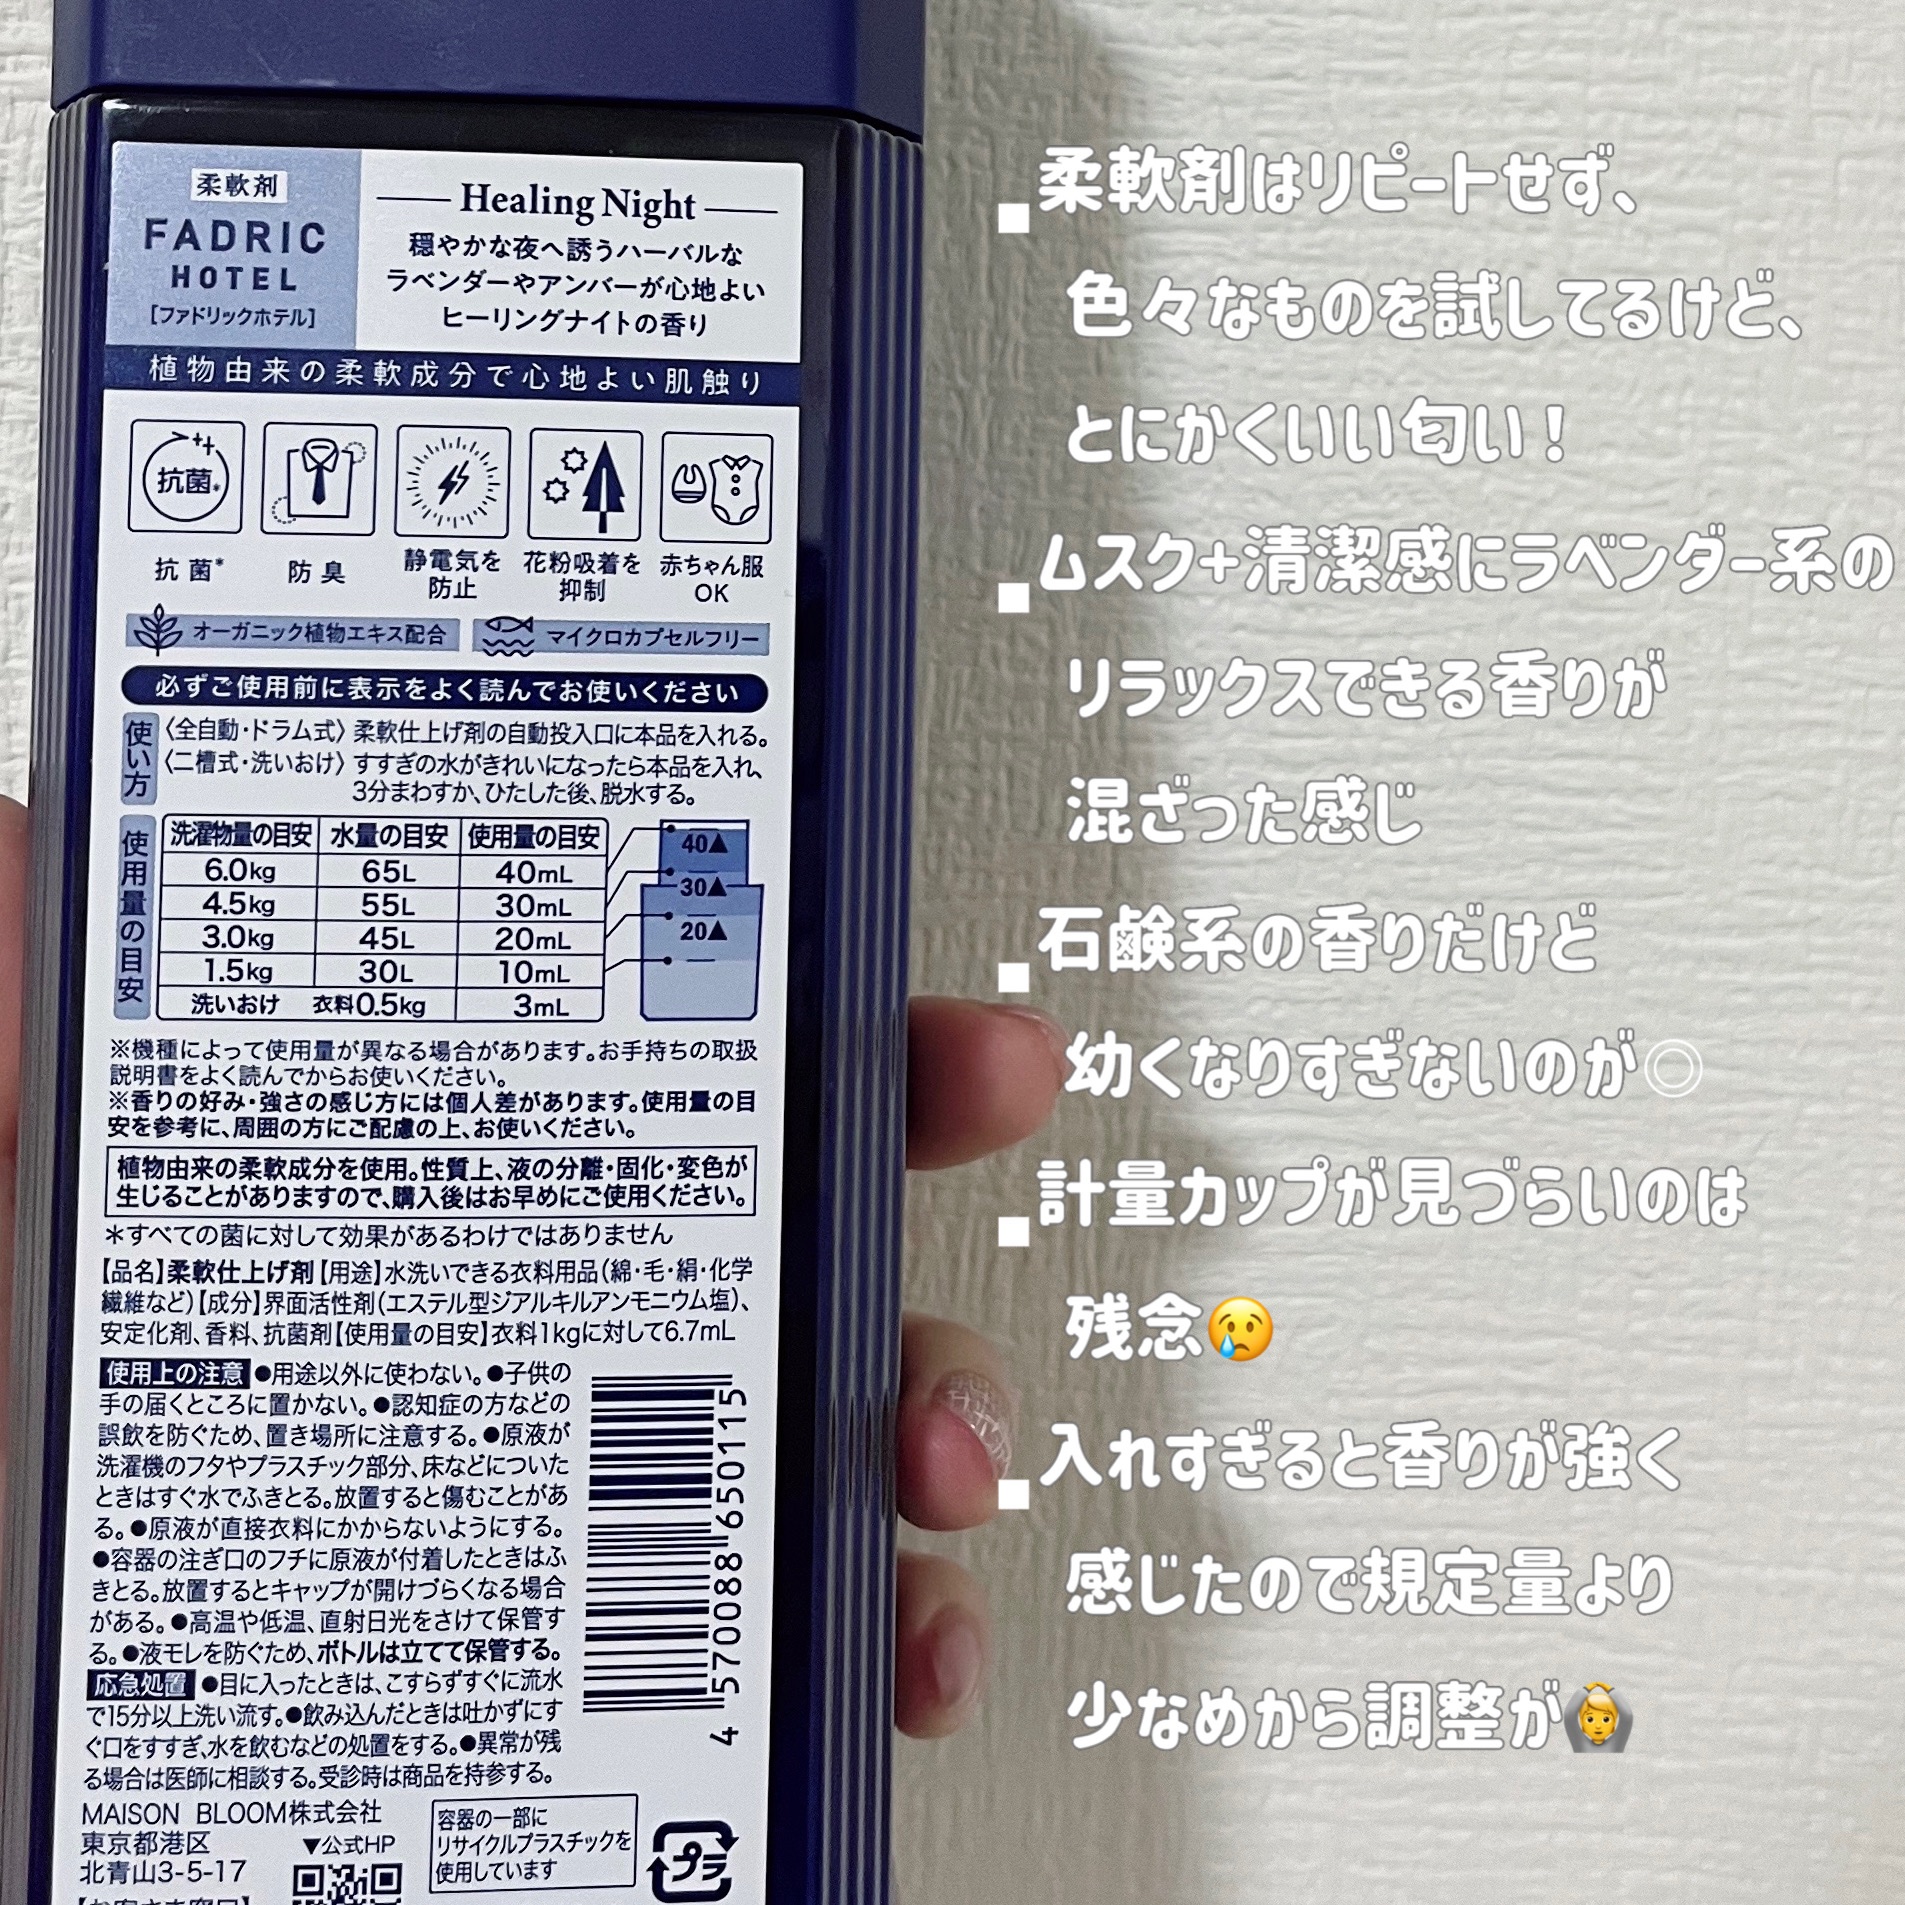 柔軟剤
FADRIC
HOTEL
[ファドリックホテル]
Healing Night
穏やかな夜へ誘うハーバルな
ラベンダーやアンバーが心地よい
ヒーリングナイトの香り
植物由来の柔軟成分で心地よい肌触り
抗菌*
抗菌*
防臭
静電気を
防止
花粉吸着を
抑制
赤ちゃん服
OK
オーガニック植物エキス配合
マイクロカプセルフリー
必ずご使用前に表示をよく読んでお使いください
使い方
〈全自動・ドラム式〉柔軟仕上げ剤の自動投入口に本品を入れる。
〈二槽式・洗いおけ〉すすぎの水がきれいになったら本品を入れ、
3分まわすか、ひたした後、脱水する。
使用量の目安
洗濯物量の目安 水量の目安 使用量の目安
6.0kg 65L 40mL
4.5kg 55L 30mL
3.0kg 45L 20mL
1.5kg 30L 10mL
洗いおけ 衣料0.5kg 3mL
40▲
30▲
20▲
※機種によって使用量が異なる場合があります。お手持ちの取扱
説明書をよく読んでからお使いください。
※香りの好み・強さの感じ方には個人差があります。使用量の目
安を参考に、周囲の方にご配慮の上、お使いください。
植物由来の柔軟成分を使用。性質上、液の分離・固化・変色が
生じることがありますので、購入後はお早めにご使用ください。
*すべての菌に対して効果があるわけではありません
【品名】柔軟仕上げ剤【用途】水洗いできる衣料用品(綿・毛・絹・化学
繊維など)【成分】界面活性剤(エステル型ジアルキルアンモニウム塩)、
安定化剤、香料、抗菌剤【使用量の目安】衣料1kgに対して6.7mL
使用上の注意 ●用途以外に使わない。●子供の
手の届くところに置かない。●認知症の方などの
誤飲を防ぐため、置き場所に注意する。●原液が
洗濯機のフタやプラスチック部分、床などについた
ときはすぐ水でふきとる。放置すると傷むことがあ
る。●原液が直接衣料にかからないようにする。
●容器の注ぎ口のフチに原液が付着したときはふ
きとる。放置するとキャップが開けづらくなる場合
がある。●高温や低温、直射日光をさけて保管す
る。●液モレを防ぐため、ボトルは立てて保管する。
応急処置 ●目に入ったときは、こすらずすぐに流水
で15分以上洗い流す。●飲み込んだときは吐かずにす
ぐ口をすすぎ、水を飲むなどの処置をする。●異常が残
る場合は医師に相談する。受診時は商品を持参する。
4 570088 650115
MAISON BLOOM株式会社
東京都港区
北青山3-5-17
▼公式HP
容器の一部に
リサイクルプラスチックを
使用しています
プラ
柔軟剤はリピートせず、
色々なものを試してるけど、
とにかくいい匂い！
ムスク+清潔感にラベンダー系の
リラックスできる香りが
混ざった感じ
石鹸系の香りだけど
幼くなりすぎないのが◎
計量カップが見づらいのは
残念😢
入れすぎると香りが強く
感じたので規定量より
少なめから調整が🙆